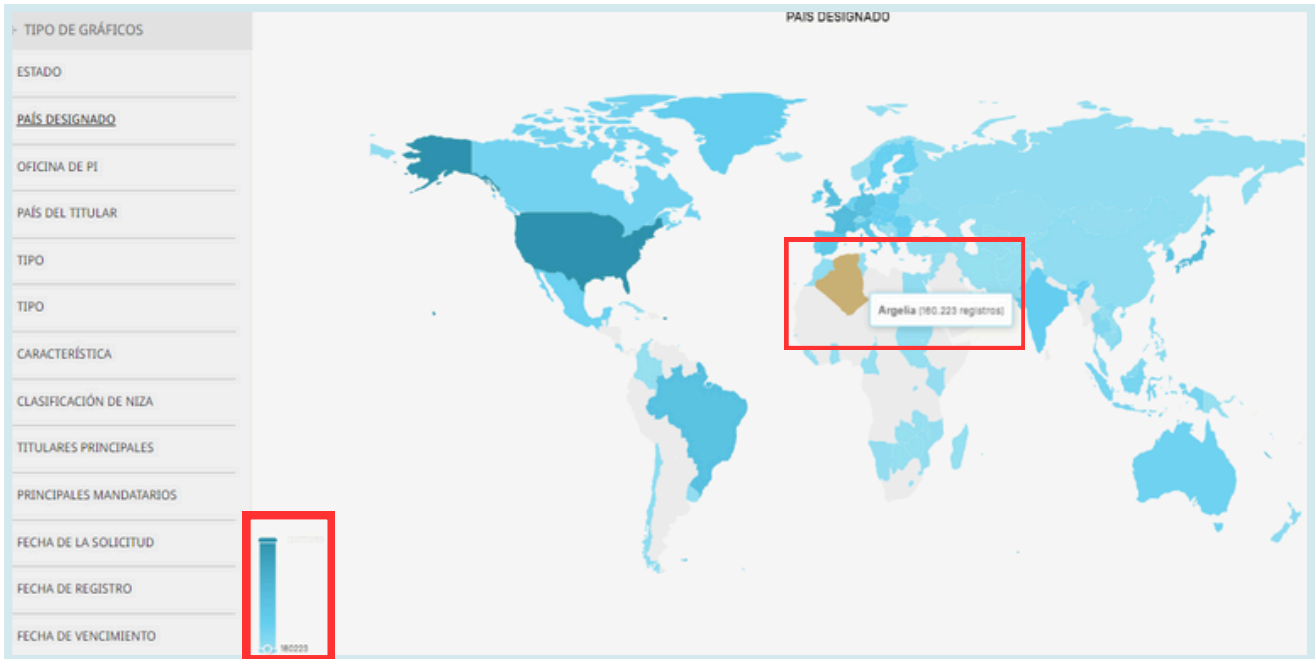 TIPO DE GRÁFICOS
ESTADO
PAÍS DESIGNADO
OFICINA DE PI
PAÍS DEL TITULAR
TIPO
TIPO
CARACTERÍSTICA
CLASIFICACIÓN DE NIZA
TITULARES PRINCIPALES
PRINCIPALES MANDATARIOS
FECHA DE LA SOLICITUD
FECHA DE REGISTRO
FECHA DE VENCIMIENTO
PAÍS DESIGNADO
Argelia (160.223 registros)
160223